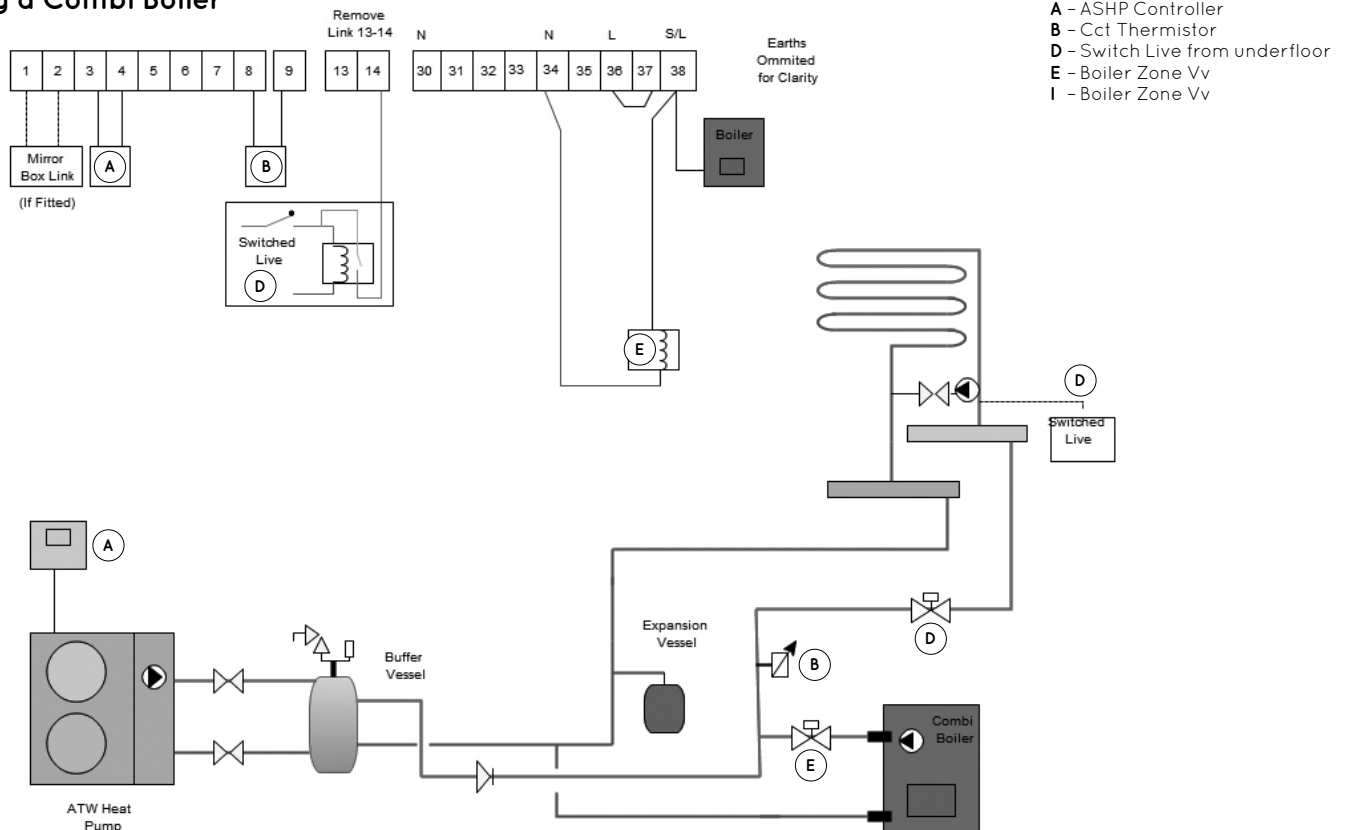 g a Combi Boiler
Remove
Link 13-14
N
N
L
S/L
1 2 3 4 5 6 7 8 9 13 14 30 31 32 33 34 35 36 37 38
Earths
Ommited
for Clarity
A – ASHP Controller
B – Cct Thermistor
D – Switch Live from underfloor
E – Boiler Zone Vv
I – Boiler Zone Vv
Mirror
Box Link
(If Fitted)
A
B
Boiler
Switched
Live
D
E
D
Switched
Live
A
Buffer
Vessel
Expansion
Vessel
B
D
Combi
Boiler
E
ATW Heat
Pump